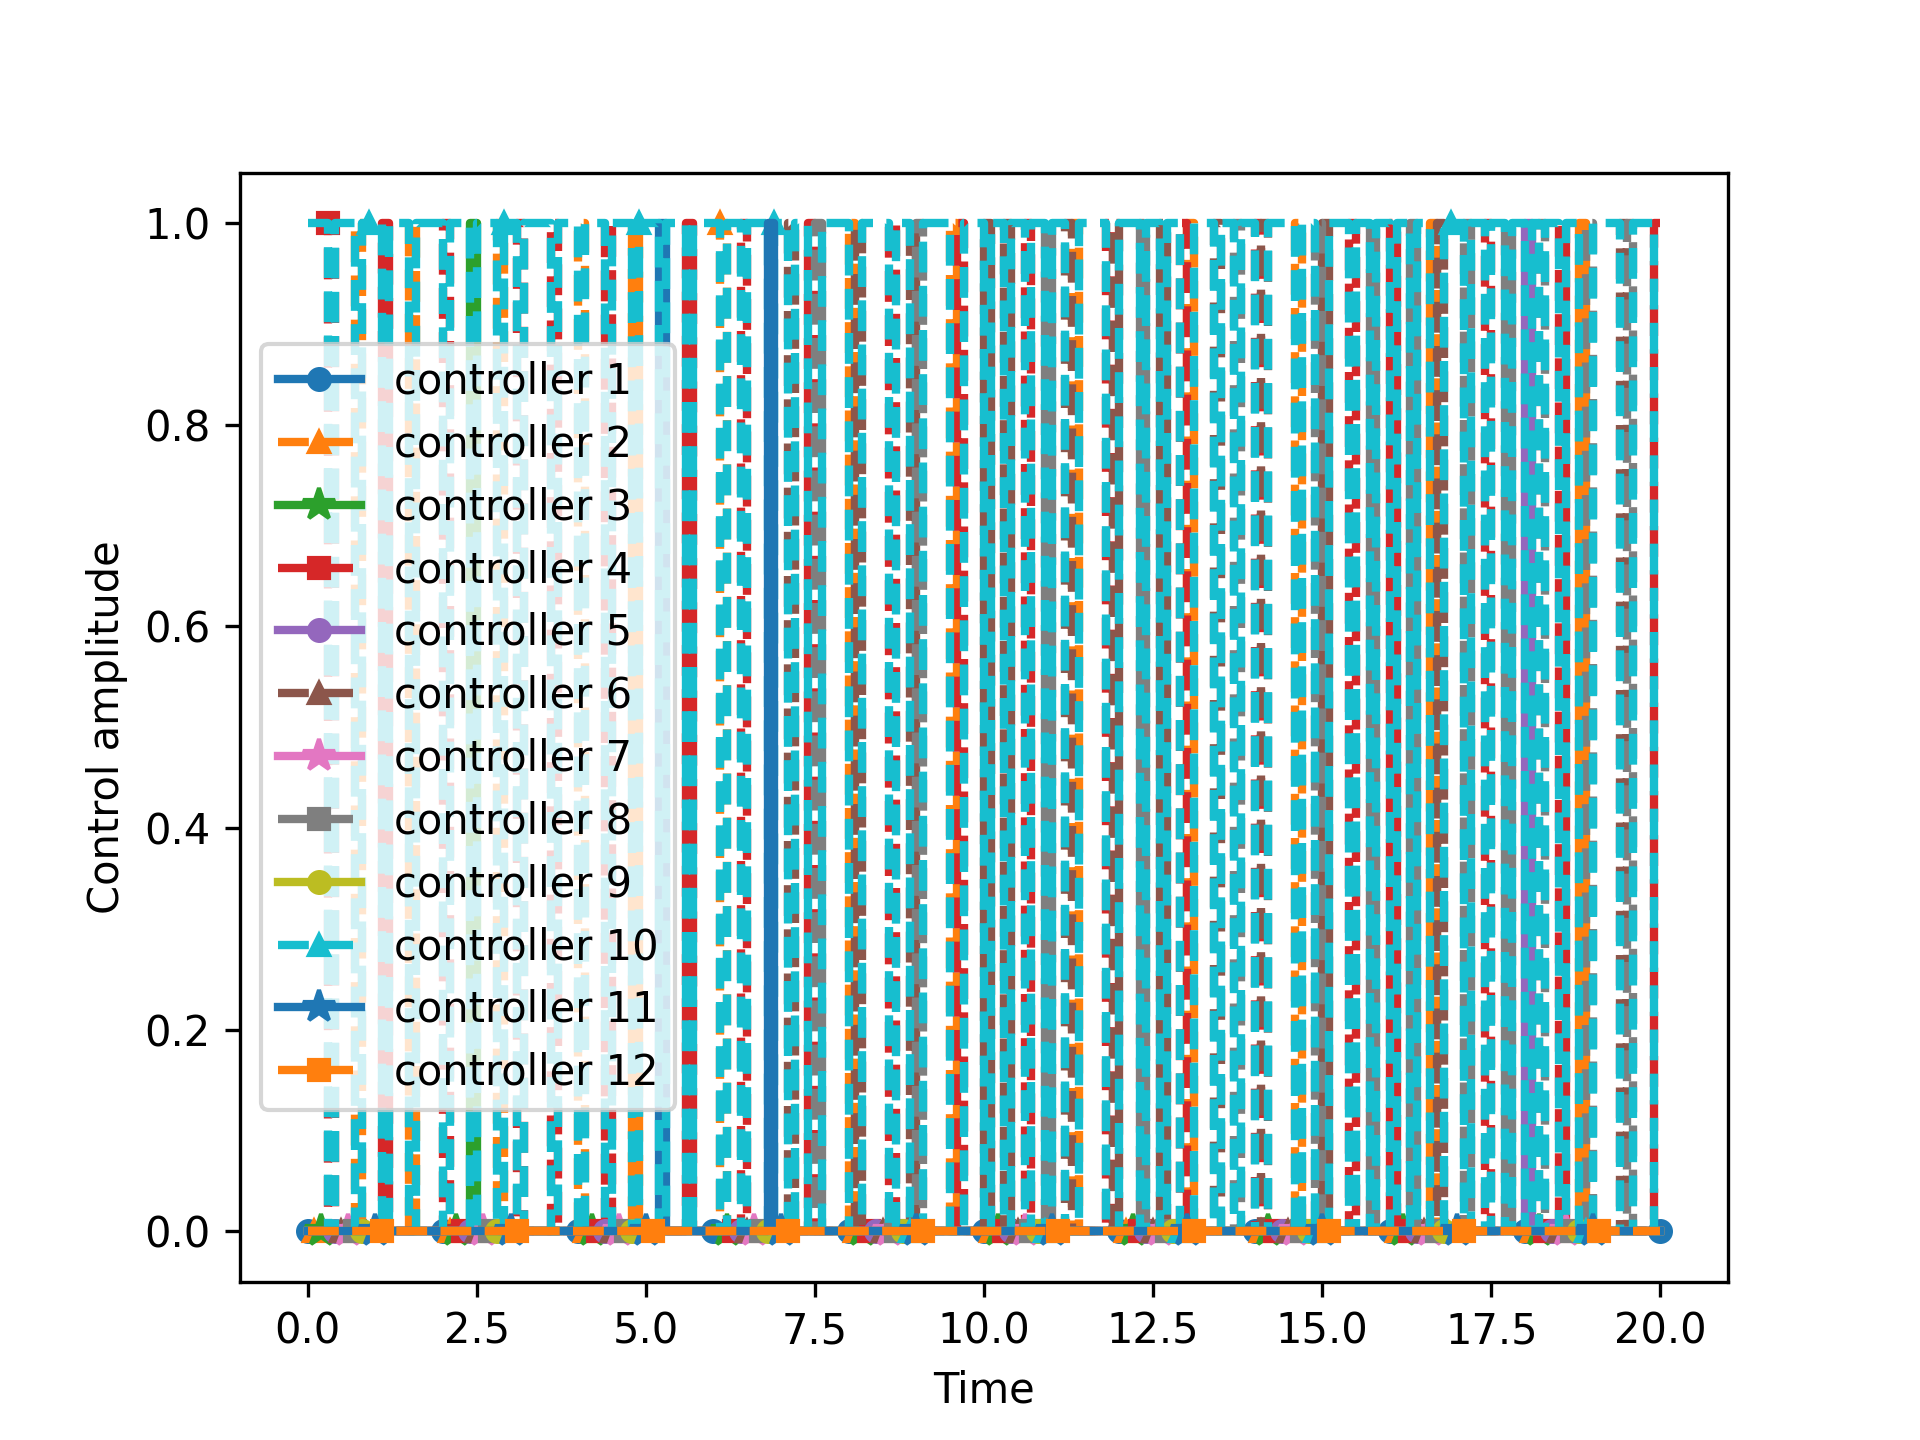 1.0
0.8
0.6
0.4
0.2
0.0
Control amplitude
controller 1
controller 2
controller 3
controller 4
controller 5
controller 6
controller 7
controller 8
controller 9
controller 10
controller 11
controller 12
0.0 2.5 5.0 7.5 10.0 12.5 15.0 17.5 20.0
Time